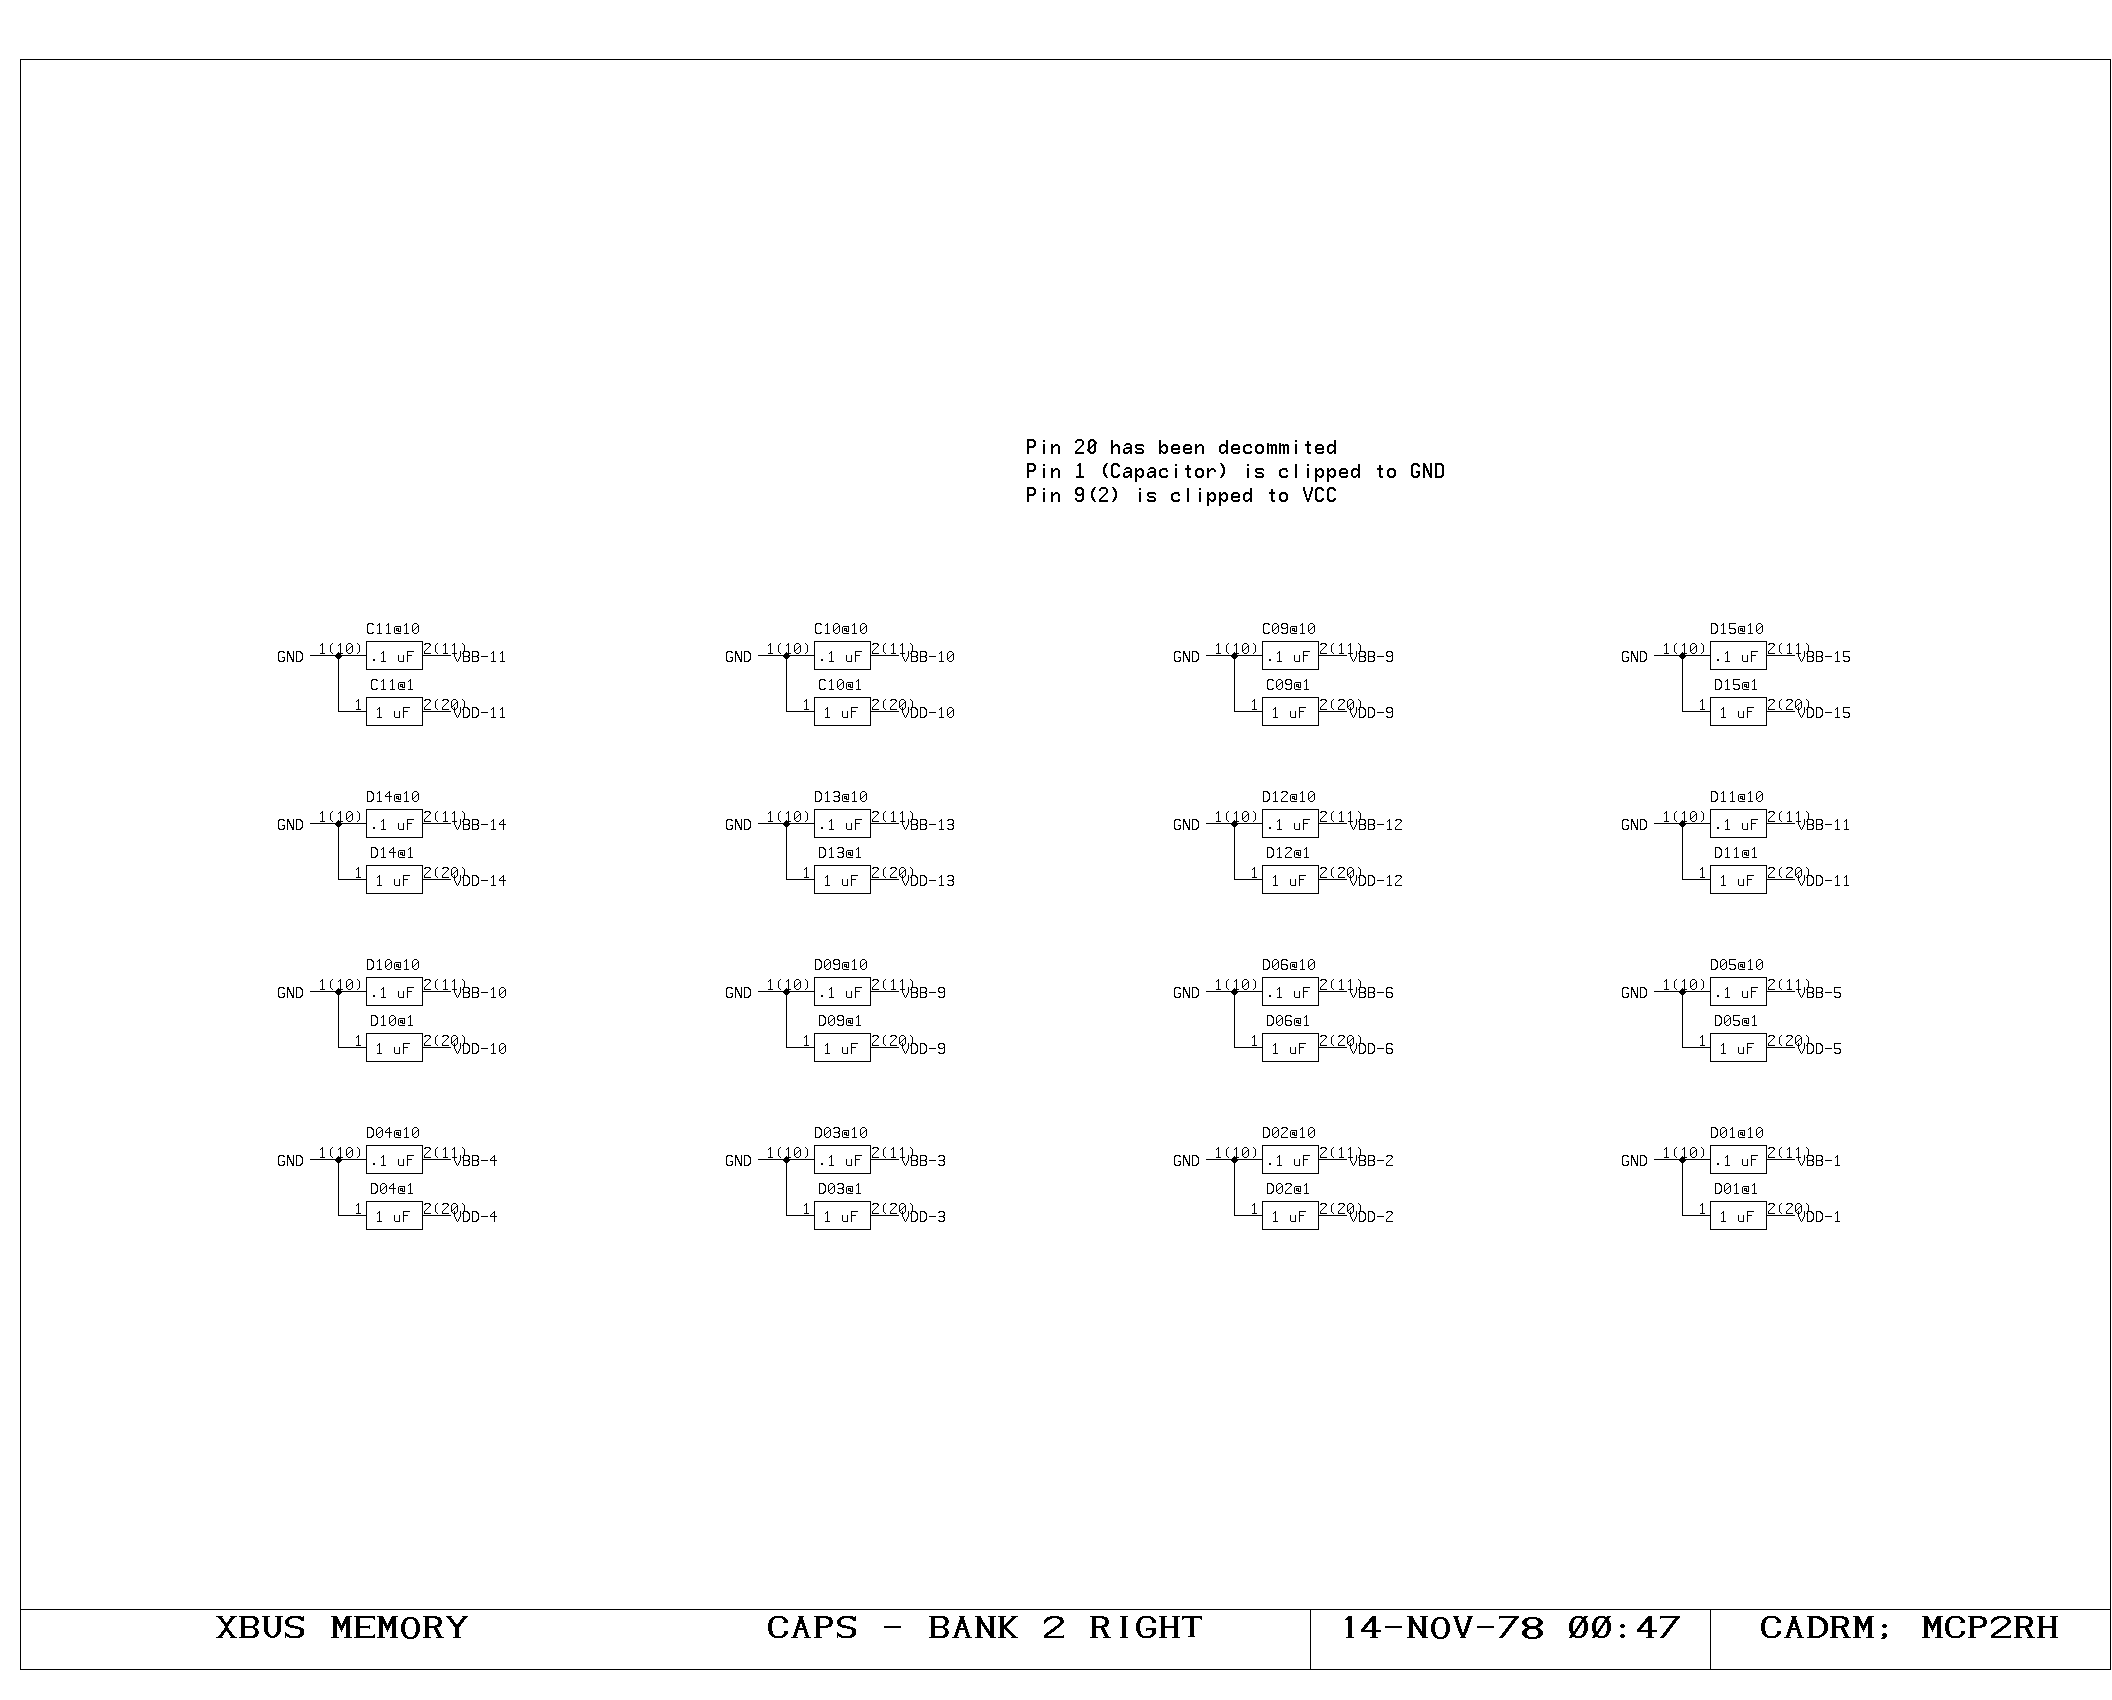 Pin 20 has been decommited
Pin 1 (Capacitor) is clipped to GND
Pin 9(2) is clipped to VCC
C11@10 C10@10 C09@10 D15@10
GND 1(10) .1 uF 2(11) VBB-11 GND 1(10) .1 uF 2(11) VBB-10 GND 1(10) .1 uF 2(11) VBB-9 GND 1(10) .1 uF 2(11) VBB-15
C11@1 C10@1 C09@1 D15@1
1 1 uF 2(20) VDD-11 1 1 uF 2(20) VDD-10 1 1 uF 2(20) VDD-9 1 1 uF 2(20) VDD-15
D14@10 D13@10 D12@10 D11@10
GND 1(10) .1 uF 2(11) VBB-14 GND 1(10) .1 uF 2(11) VBB-13 GND 1(10) .1 uF 2(11) VBB-12 GND 1(10) .1 uF 2(11) VBB-11
D14@1 D13@1 D12@1 D11@1
1 1 uF 2(20) VDD-14 1 1 uF 2(20) VDD-13 1 1 uF 2(20) VDD-12 1 1 uF 2(20) VDD-11
D10@10 D09@10 D06@10 D05@10
GND 1(10) .1 uF 2(11) VBB-10 GND 1(10) .1 uF 2(11) VBB-9 GND 1(10) .1 uF 2(11) VBB-6 GND 1(10) .1 uF 2(11) VBB-5
D10@1 D09@1 D06@1 D05@1
1 1 uF 2(20) VDD-10 1 1 uF 2(20) VDD-9 1 1 uF 2(20) VDD-6 1 1 uF 2(20) VDD-5
D04@10 D03@10 D02@10 D01@10
GND 1(10) .1 uF 2(11) VBB-4 GND 1(10) .1 uF 2(11) VBB-3 GND 1(10) .1 uF 2(11) VBB-2 GND 1(10) .1 uF 2(11) VBB-1
D04@1 D03@1 D02@1 D01@1
1 1 uF 2(20) VDD-4 1 1 uF 2(20) VDD-3 1 1 uF 2(20) VDD-2 1 1 uF 2(20) VDD-1
XBUS MEMORY CAPS - BANK 2 RIGHT 14-NOV-78 00:47 CADRM; MCP2RH